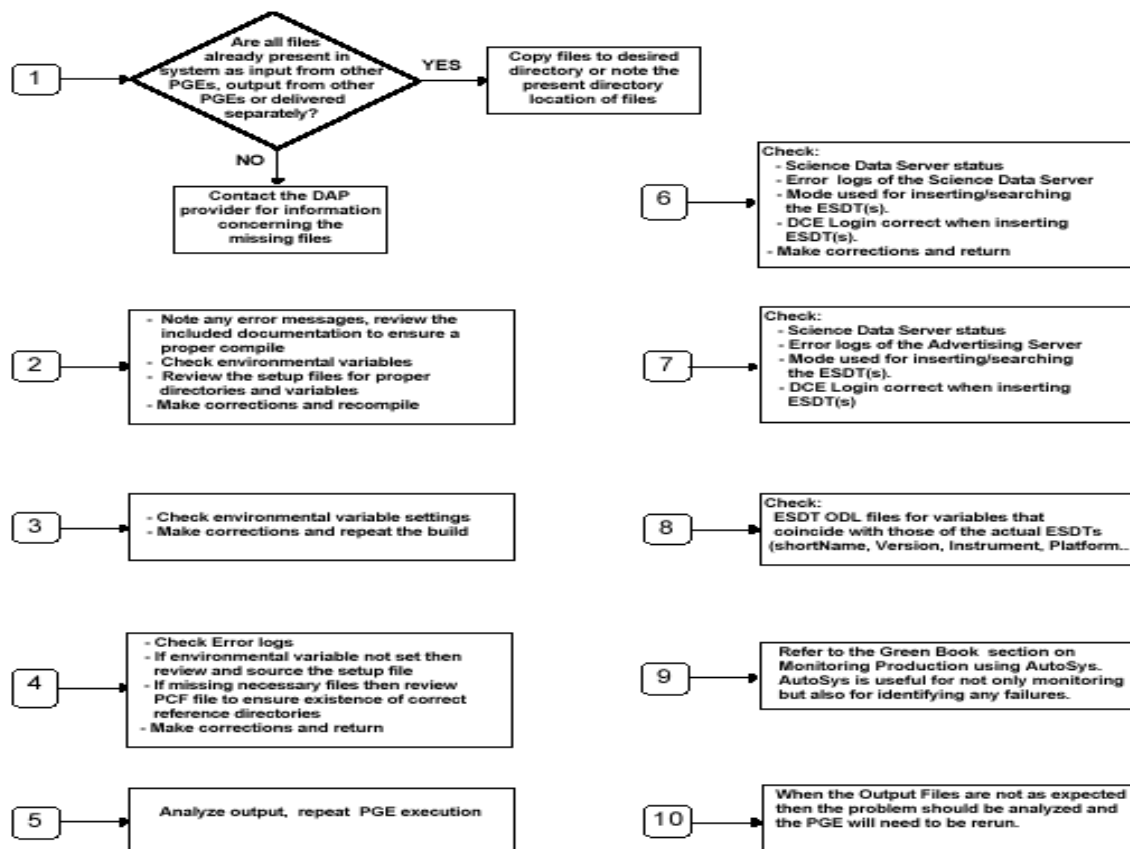 1
Are all files
already present in
system as input from other
PGEs, output from other
PGEs or delivered
separately?
YES
Copy files to desired
directory or note the
present directory
location of files
NO
Contact the DAP
provider for information
concerning the
missing files
2
- Note any error messages, review the
included documentation to ensure a
proper compile
- Check environmental variables
- Review the setup files for proper
directories and variables
- Make corrections and recompile
3
- Check environmental variable settings
- Make corrections and repeat the build
4
- Check Error logs
- If environmental variable not set then
review and source the setup file
- If missing necessary files then review
PCF file to ensure existence of correct
reference directories
- Make corrections and return
5
Analyze output, repeat PGE execution
6
Check:
- Science Data Server status
- Error logs of the Science Data Server
- Mode used for inserting/searching
the ESDT(s).
- DCE Login correct when inserting
ESDT(s).
- Make corrections and return
7
Check:
- Science Data Server status
- Error logs of the Advertising Server
- Mode used for inserting/searching
the ESDT(s).
- DCE Login correct when inserting
ESDT(s)
8
Check:
ESDT ODL files for variables that
coincide with those of the actual ESDTs
(shortName, Version, Instrument, Platform..
9
Refer to the Green Book section on
Monitoring Production using AutoSys.
AutoSys is useful for not only monitoring
but also for identifying any failures.
10
When the Output Files are not as expected
then the problem should be analyzed and
the PGE will need to be rerun.